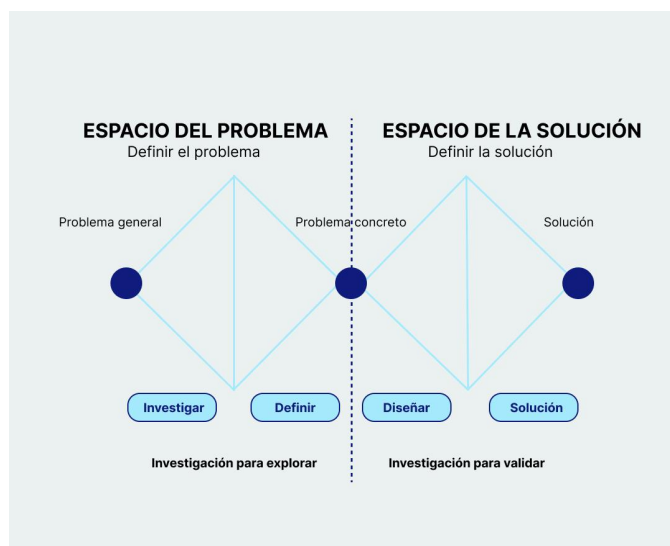 ESPACIO DEL PROBLEMA
Definir el problema
ESPACIO DE LA SOLUCIÓN
Definir la solución
Problema general
Problema concreto
Solución
Investigar
Definir
Diseñar
Solución
Investigación para explorar
Investigación para validar